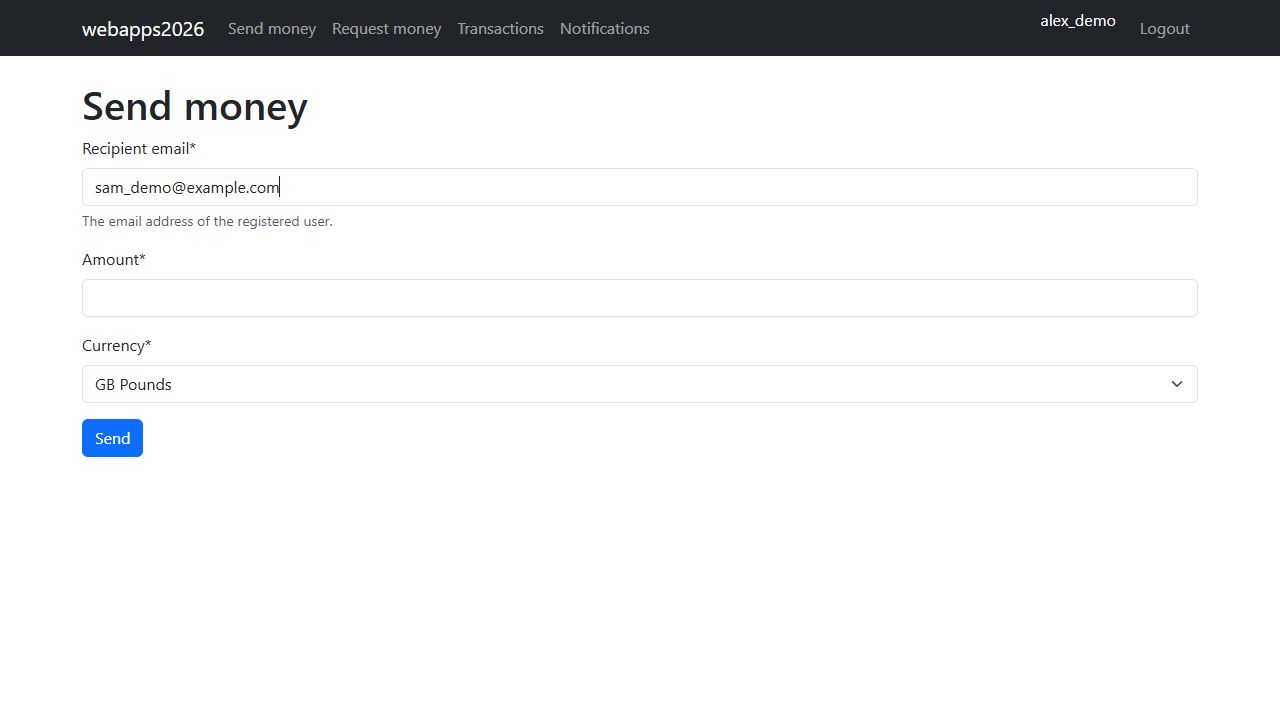 webapps2026 Send money Request money Transactions Notifications alex_demo Logout
Send money
Recipient email*
sam_demo@example.com
The email address of the registered user.
Amount*
Currency*
GB Pounds
Send